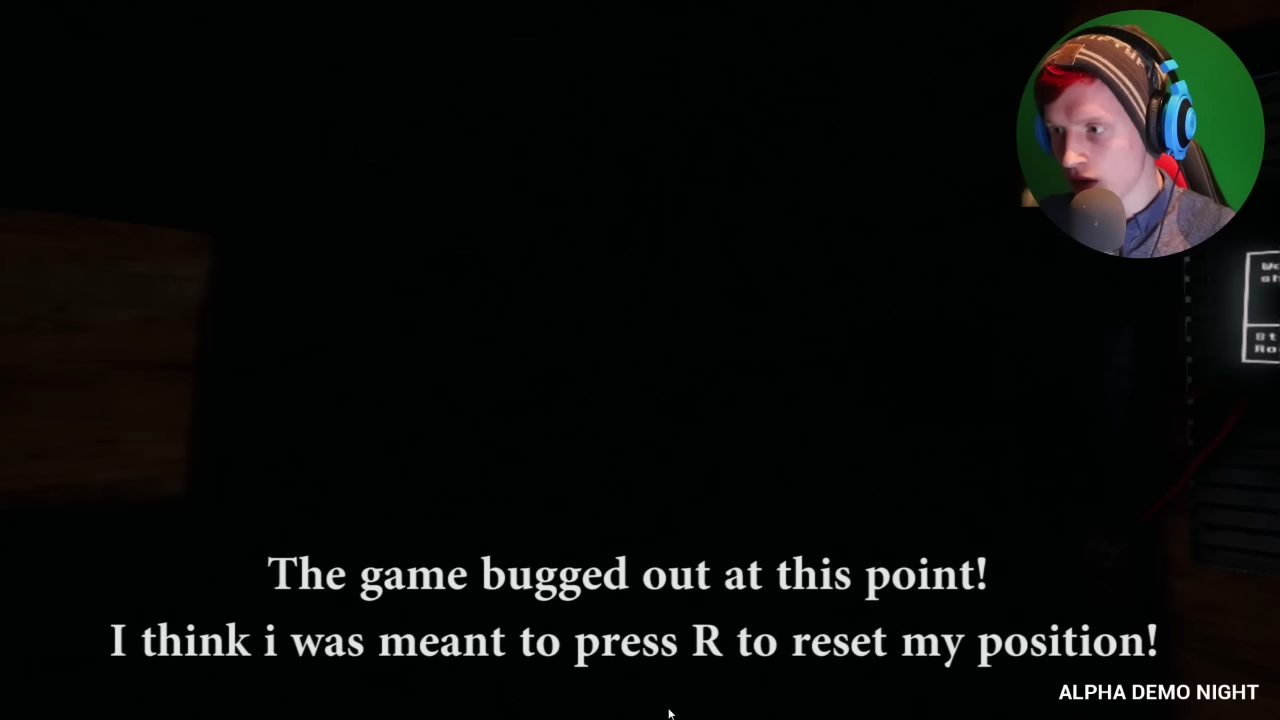 The game bugged out at this point!
I think i was meant to press R to reset my position!
ALPHA DEMO NIGHT